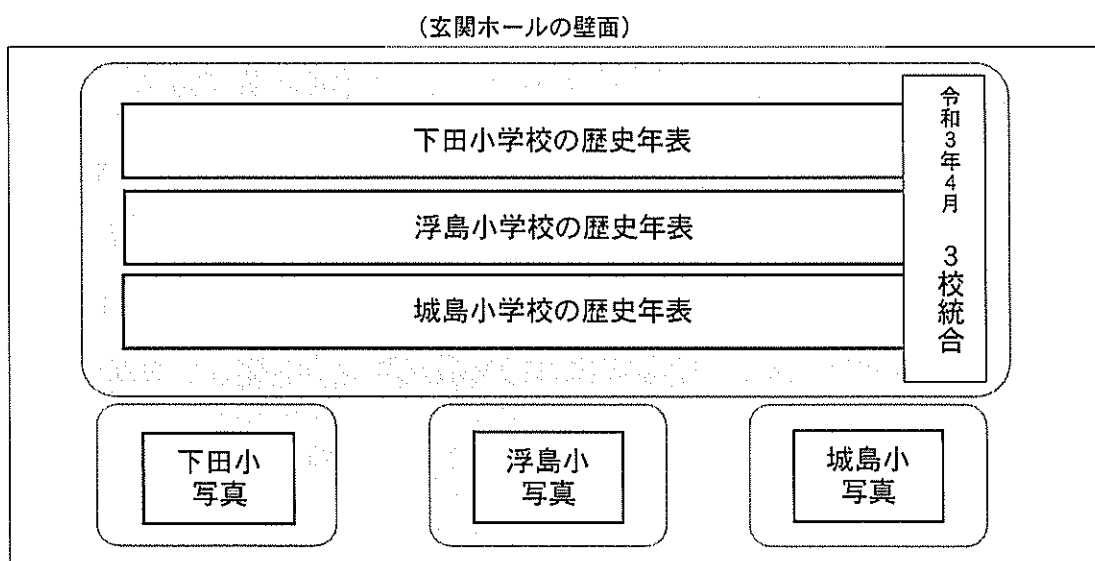 (玄関ホールの壁面)
下田小学校の歴史年表
浮島小学校の歴史年表
城島小学校の歴史年表
令和3年4月 3校統合
下田小
写真
浮島小
写真
城島小
写真